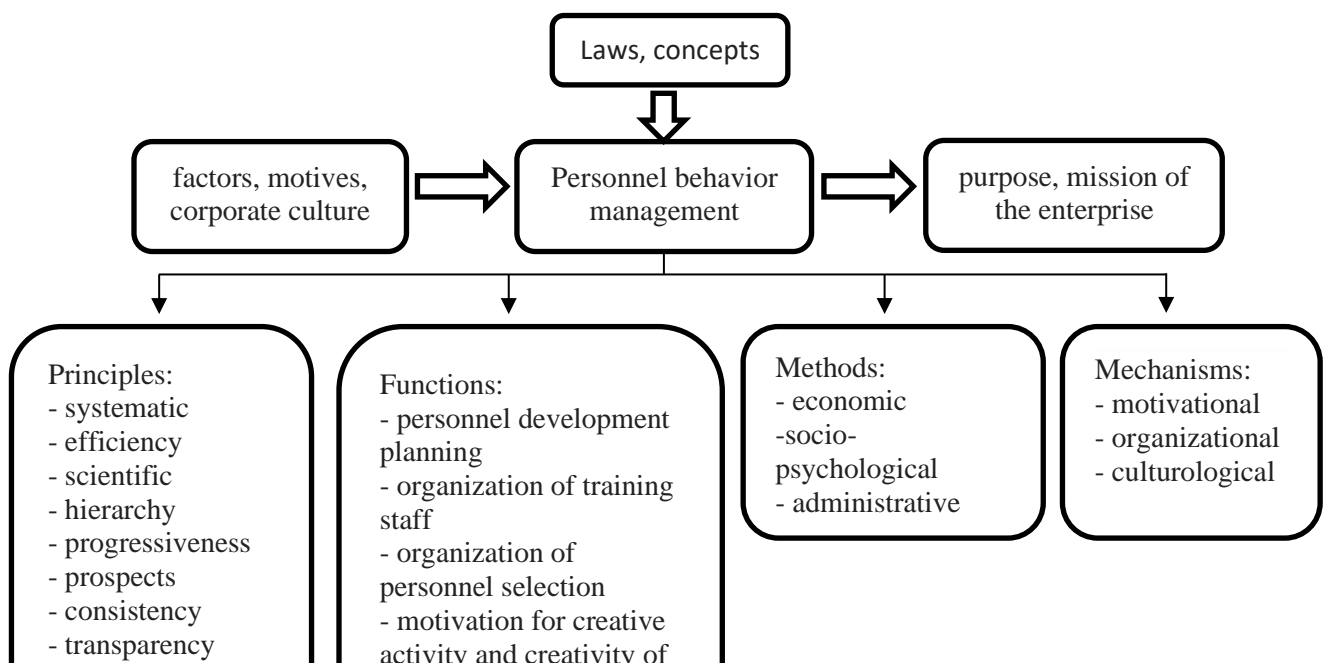 Laws, concepts
factors, motives,
corporate culture
Personnel behavior
management
purpose, mission of
the enterprise
Principles:
- systematic
- efficiency
- scientific
- hierarchy
- progressiveness
- prospects
- consistency
- transparency
Functions:
- personnel development
planning
- organization of training
staff
- organization of
personnel selection
- motivation for creative
activity and creativity of
Methods:
- economic
-socio-
psychological
- administrative
Mechanisms:
- motivational
- organizational
- culturological